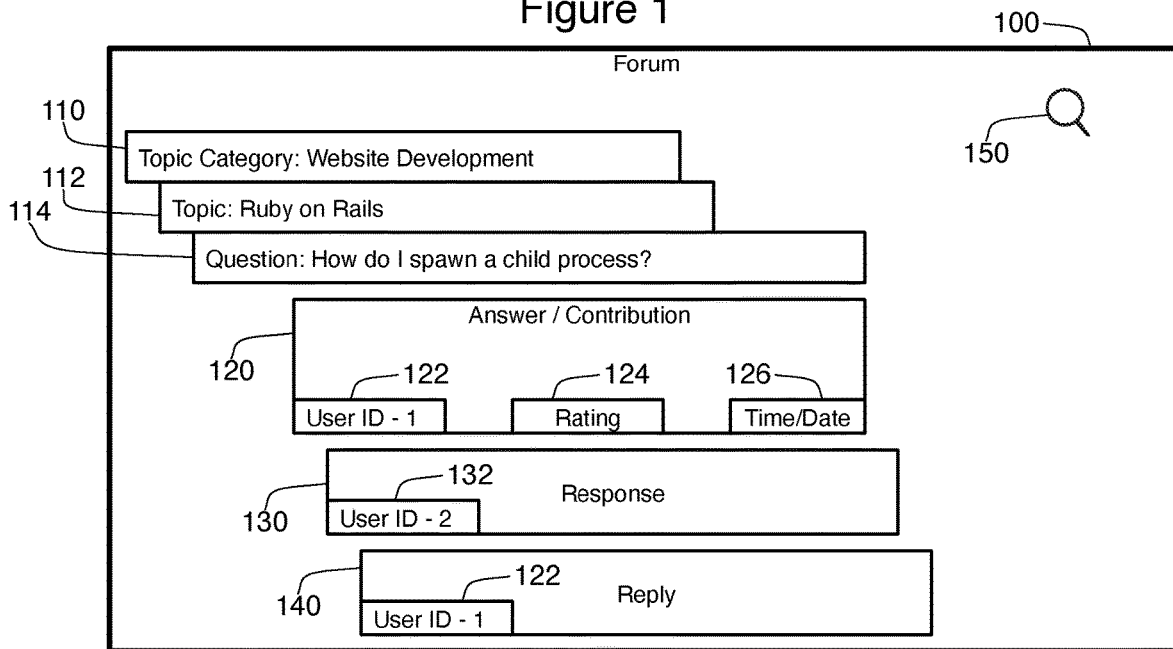 Figure 1
100
Forum
110
150
Topic Category: Website Development
112
Topic: Ruby on Rails
114
Question: How do I spawn a child process?
Answer / Contribution
120
122
124
126
User ID - 1
Rating
Time/Date
132
Response
130
User ID - 2
122
140
Reply
User ID - 1